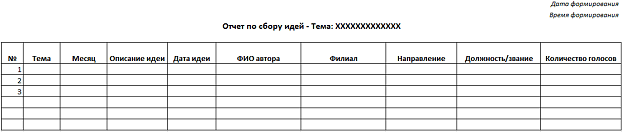 Дата формирования
Время формирования
Отчет по сбору идей - Тема: XXXXXXXXXXXXX
№ Тема Месяц Описание идеи Дата идеи ФИО автора Филиал Направление Должность/звание Количество голосов
1
2
3